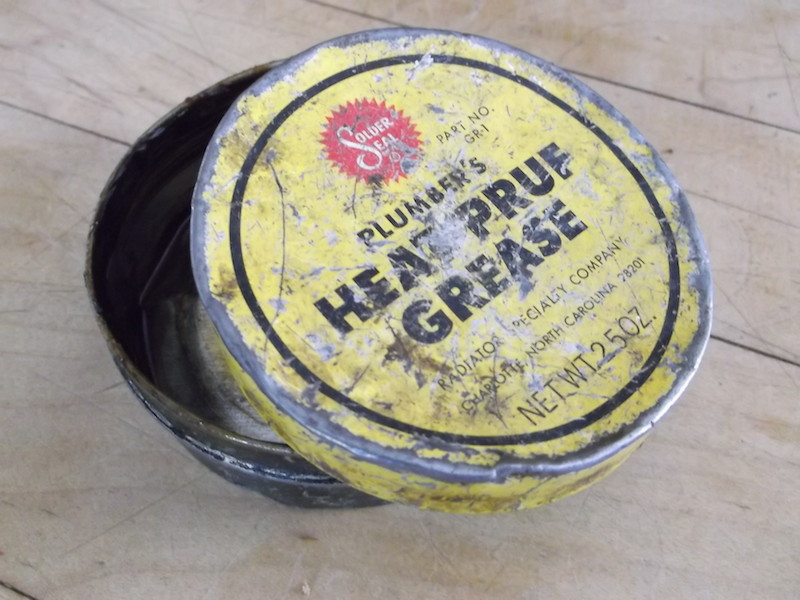 SOLDER
SEAL
PART NO.
GR-1
PLUMBER'S
HEAT PRUF
GREASE
RADIATOR SPECIALTY COMPANY
CHARLOTTE, NORTH CAROLINA 28201
NET WT. 2.5 OZ.